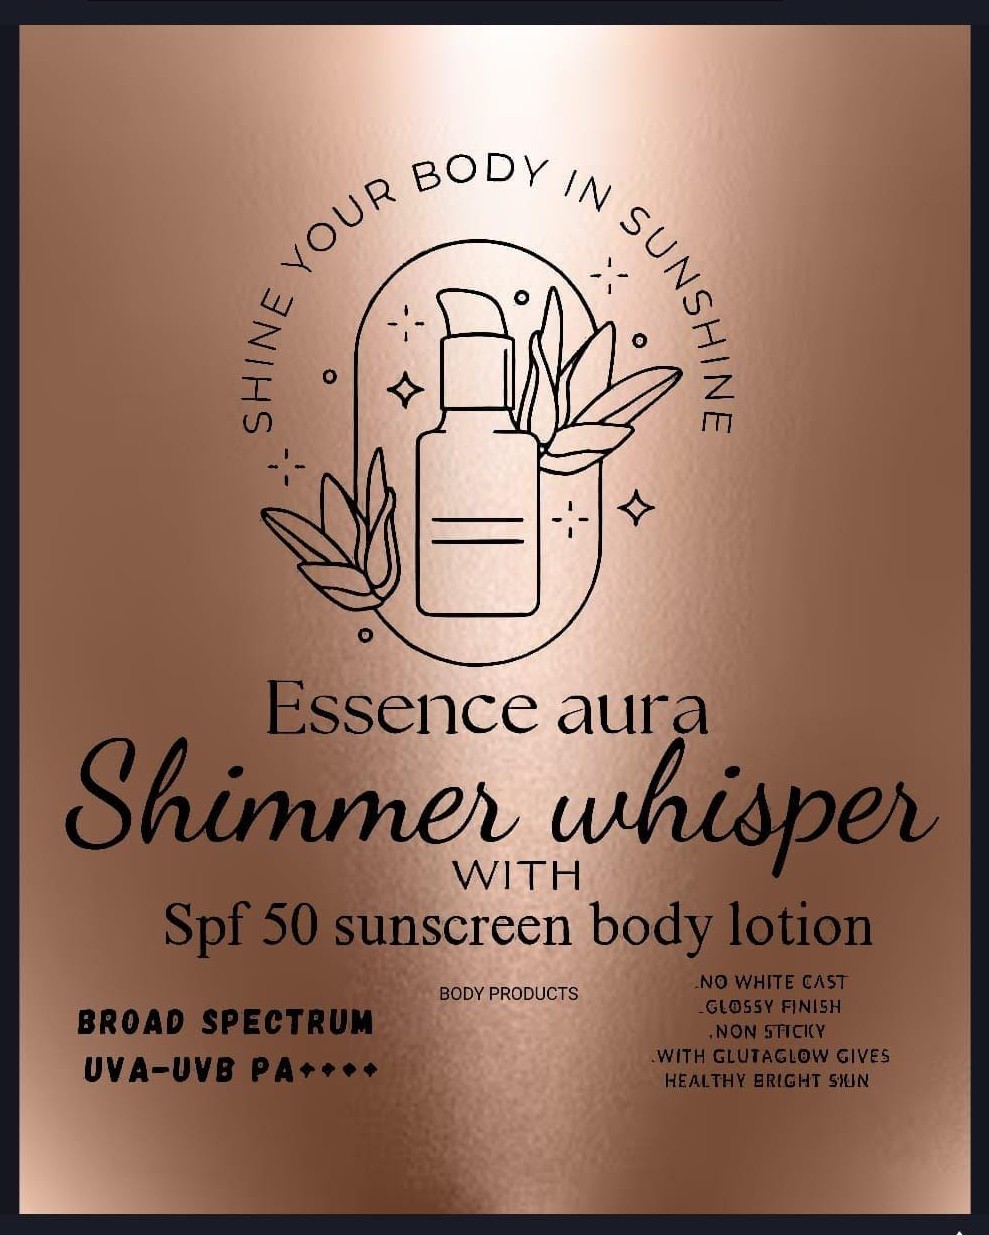 SHINE YOUR BODY IN SUNSHINE
Essence aura
Shimmer whisper
WITH
Spf 50 sunscreen body lotion
BODY PRODUCTS
BROAD SPECTRUM
UVA-UVB PA++++
.NO WHITE CAST
.GLOSSY FINISH
.NON STICKY
.WITH GLUTAGLOW GIVES
HEALTHY BRIGHT SKIN